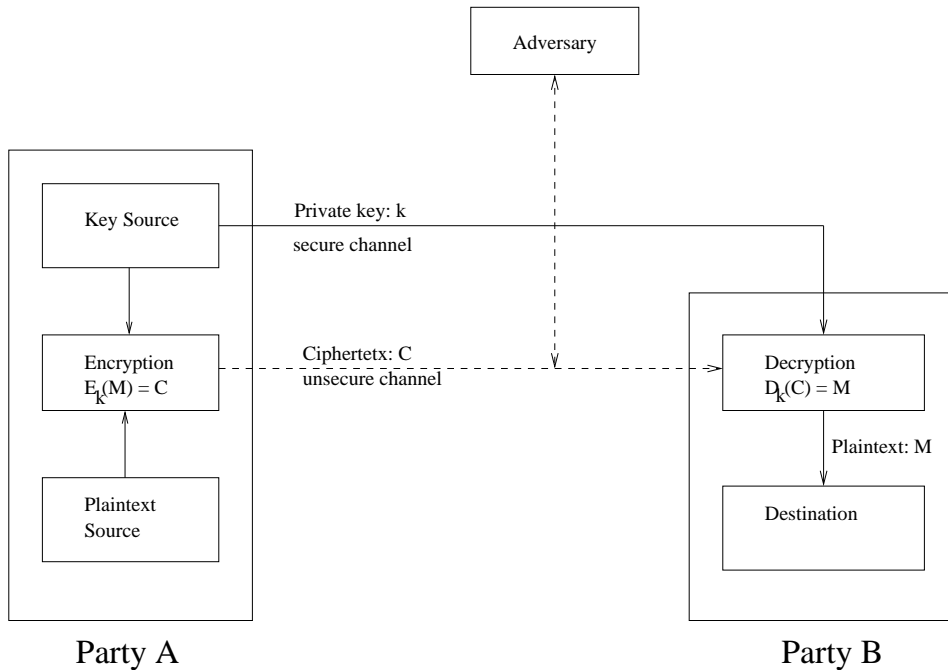 Adversary
Key Source
Private key: k
secure channel
Encryption
E_k(M) = C
Ciphertetx: C
unsecure channel
Decryption
D_k(C) = M
Plaintext: M
Plaintext
Source
Destination
Party A
Party B